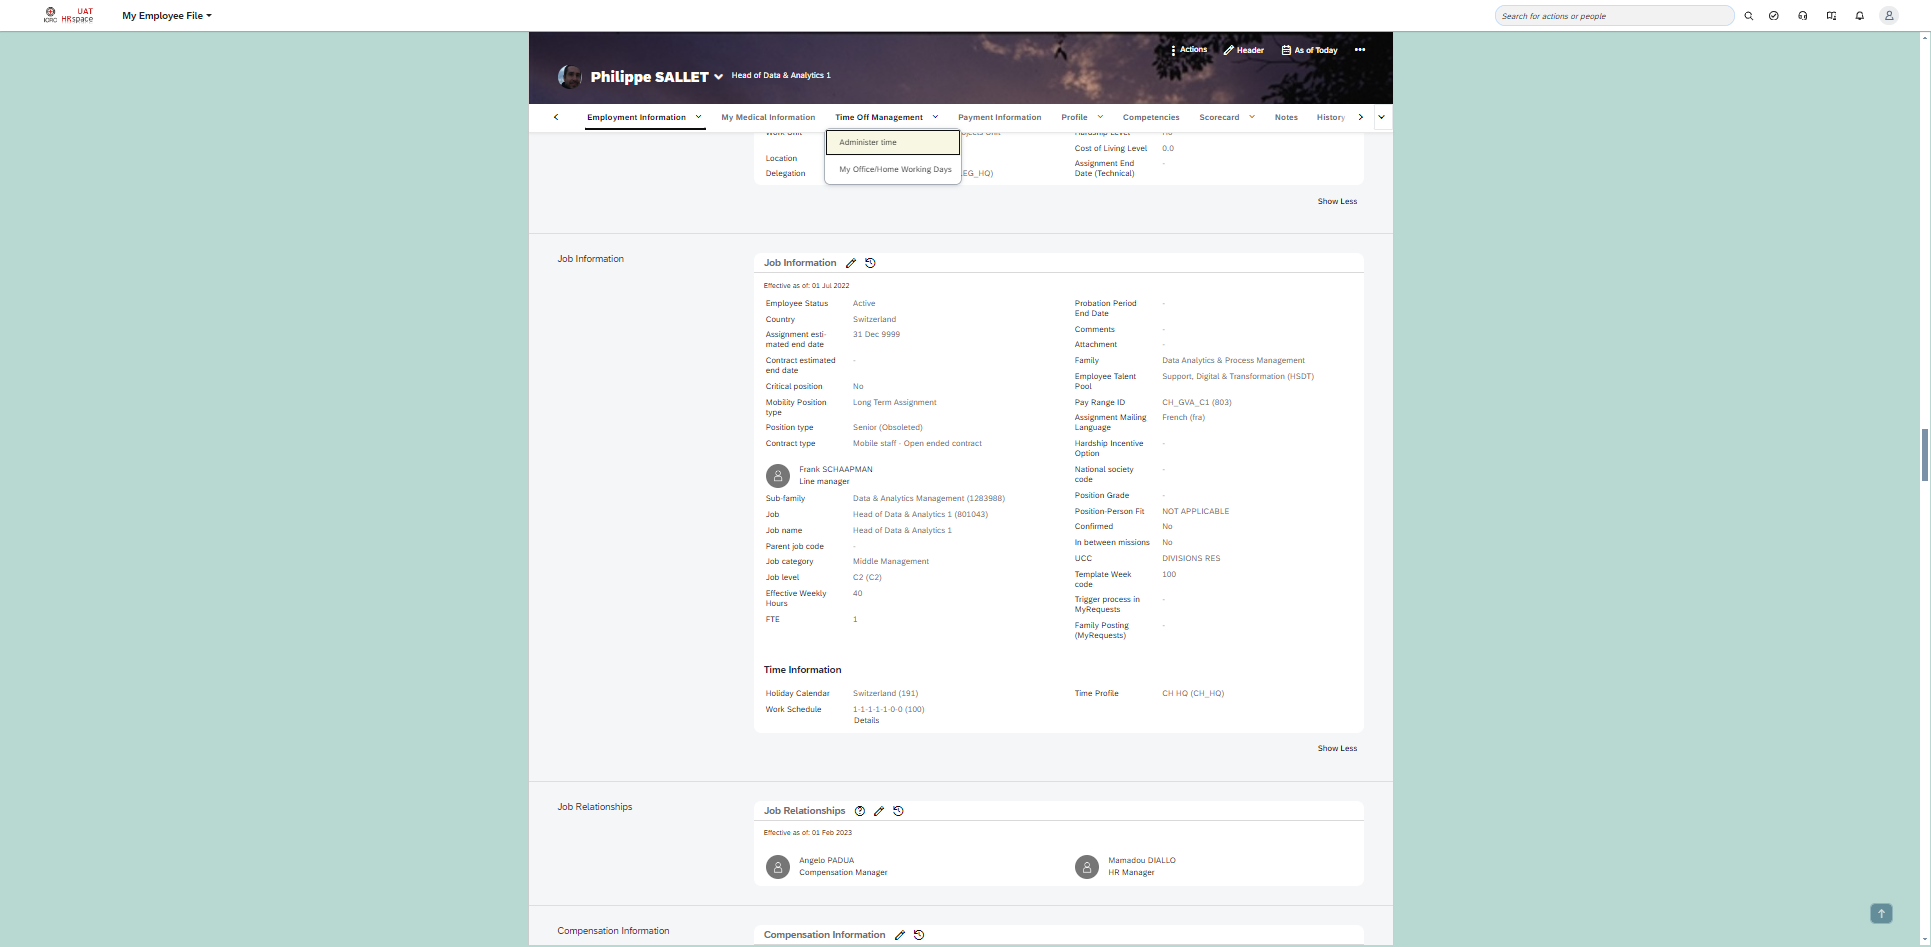 ICRC UAT HRspace
My Employee File
Search for actions or people
Actions Header As of Today
Philippe SALLET Head of Data & Analytics 1
Employment Information My Medical Information Time Off Management Payment Information Profile Competencies Scorecard Notes History
Administer time
My Office/Home Working Days
Location
Delegation EG_HQ)
Cost of Living Level 0.0
Assignment End
Date (Technical) -
Show Less
Job Information
Job Information
Effective as of: 01 Jul 2022
Employee Status Active
Country Switzerland
Assignment esti-
mated end date 31 Dec 9999
Contract estimated
end date -
Critical position No
Mobility Position
type Long Term Assignment
Position type Senior (Obsoleted)
Contract type Mobile staff - Open ended contract
Frank SCHAAPMAN
Line manager
Sub-family Data & Analytics Management (1283988)
Job Head of Data & Analytics 1 (801043)
Job name Head of Data & Analytics 1
Parent job code -
Job category Middle Management
Job level C2 (C2)
Effective Weekly
Hours 40
FTE 1
Probation Period
End Date -
Comments -
Attachment -
Family Data Analytics & Process Management
Employee Talent
Pool Support, Digital & Transformation (HSDT)
Pay Range ID CH_GVA_C1 (803)
Assignment Mailing
Language French (fra)
Hardship Incentive
Option -
National society
code -
Position Grade -
Position-Person Fit NOT APPLICABLE
Confirmed No
In between missions No
UCC DIVISIONS RES
Template Week
code 100
Trigger process in
MyRequests -
Family Posting
(MyRequests) -
Time Information
Holiday Calendar Switzerland (191)
Work Schedule 1-1-1-1-1-0-0 (100)
Details
Time Profile CH HQ (CH_HQ)
Show Less
Job Relationships
Job Relationships
Effective as of: 01 Feb 2023
Angelo PADUA
Compensation Manager
Mamadou DIALLO
HR Manager
Compensation Information
Compensation Information